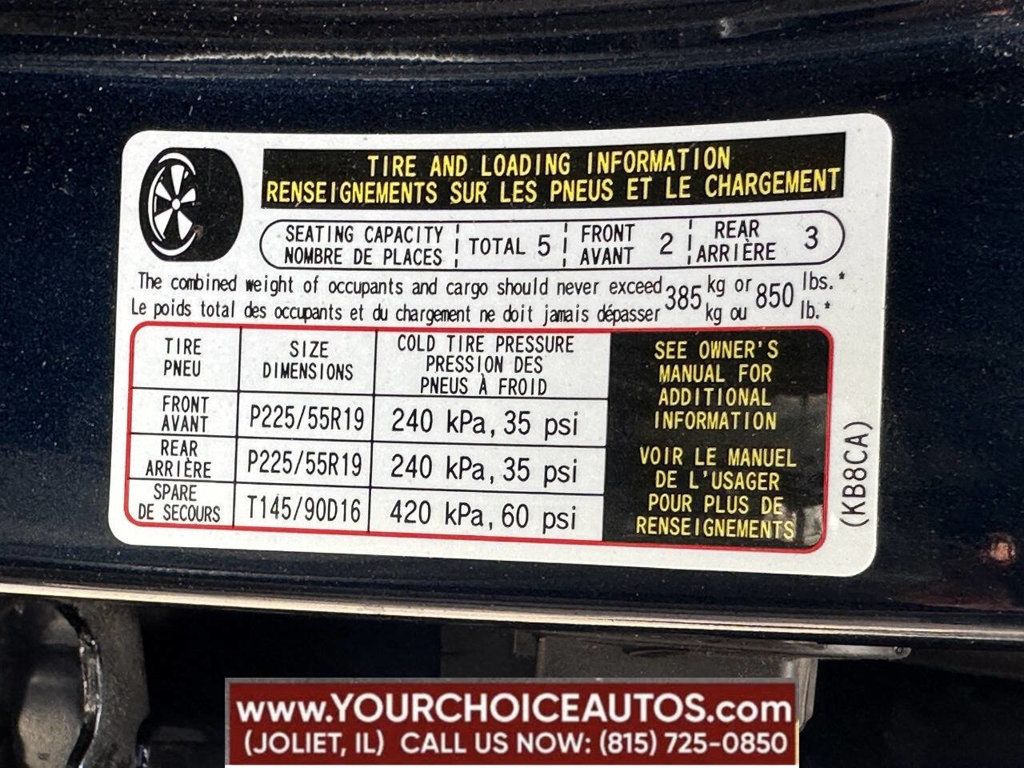 TIRE AND LOADING INFORMATION
RENSEIGNEMENTS SUR LES PNEUS ET LE CHARGEMENT
SEATING CAPACITY
NOMBRE DE PLACES
TOTAL 5
FRONT
AVANT
2
REAR
ARRIÈRE
3
The combined weight of occupants and cargo should never exceed 385 kg or 850 lbs.*
Le poids total des occupants et du chargement ne doit jamais dépasser kg ou lb.*
TIRE
PNEU
SIZE
DIMENSIONS
COLD TIRE PRESSURE
PRESSION DES
PNEUS À FROID
FRONT
AVANT
P225/55R19
240 kPa, 35 psi
REAR
ARRIÈRE
P225/55R19
240 kPa, 35 psi
SPARE
DE SECOURS
T145/90D16
420 kPa, 60 psi
SEE OWNER'S
MANUAL FOR
ADDITIONAL
INFORMATION
VOIR LE MANUEL
DE L'USAGER
POUR PLUS DE
RENSEIGNEMENTS
(KB8CA)
www.YOURCHOICEAUTOS.com
(JOLIET, IL) CALL US NOW: (815) 725-0850